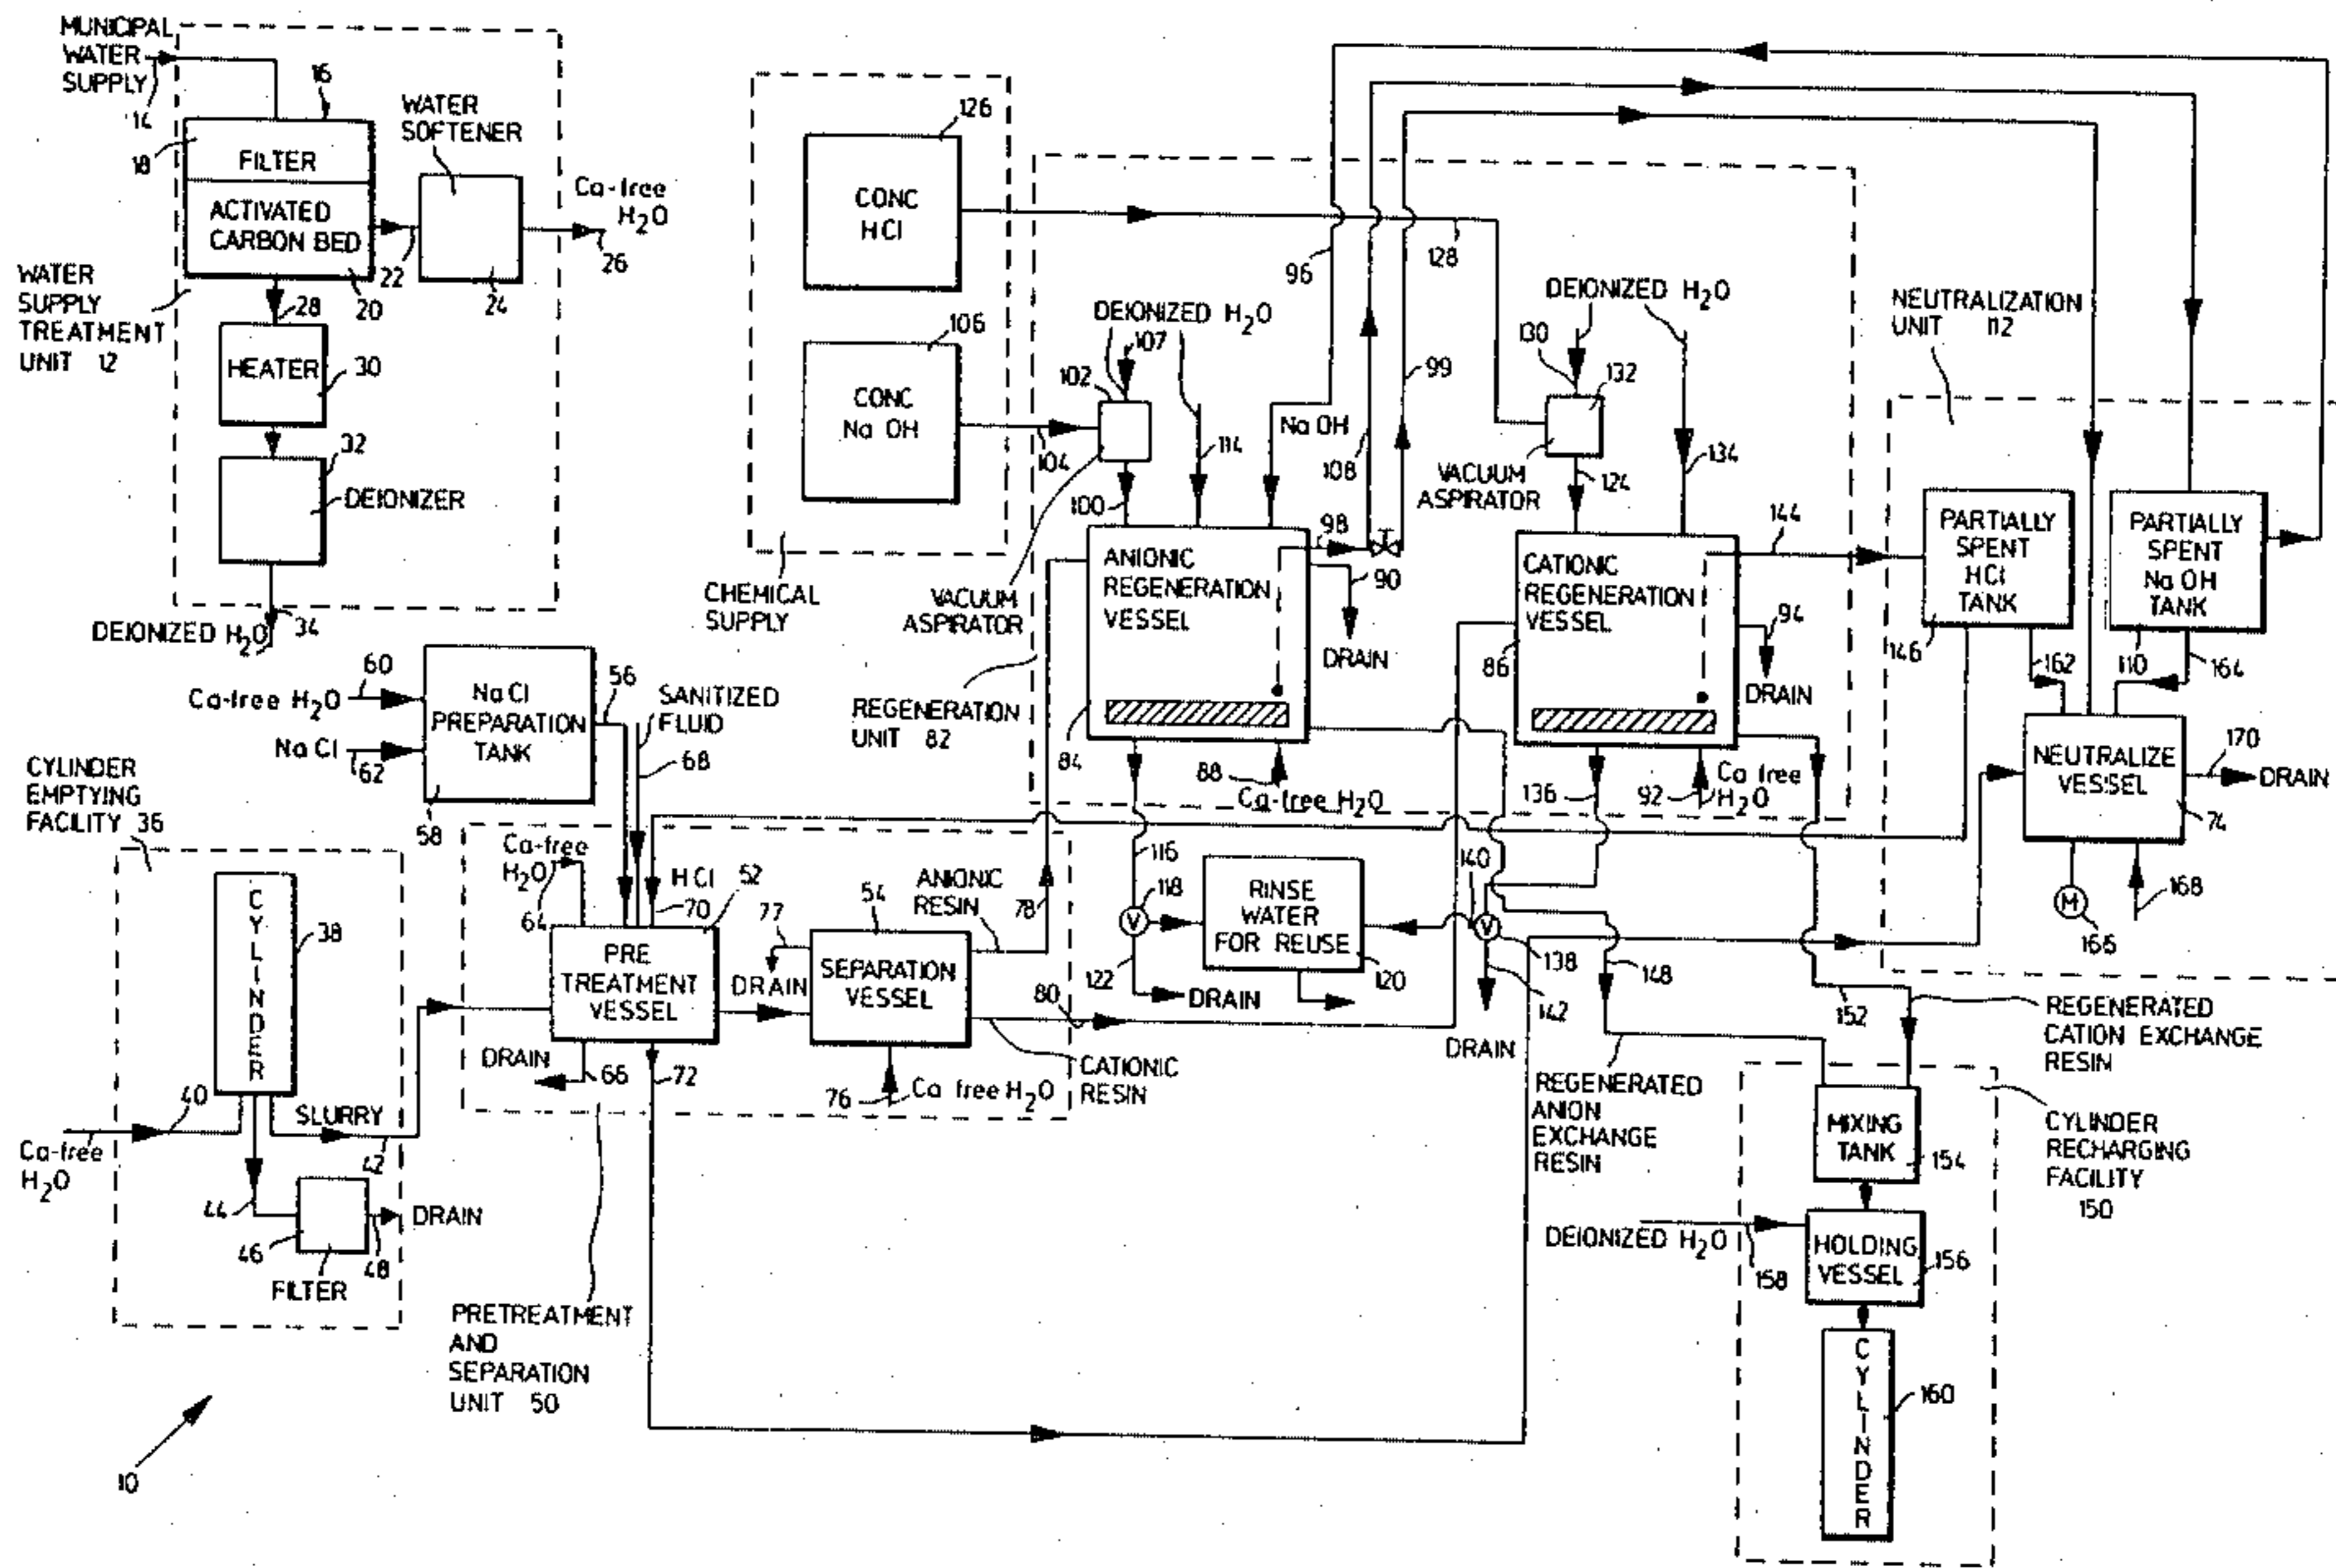 MUNICIPAL
WATER
SUPPLY
14
16
18
FILTER
ACTIVATED
CARBON BED
20
22
WATER
SOFTENER
24
Ca-free
H2O
26
WATER
SUPPLY
TREATMENT
UNIT 12
28
HEATER
30
32
DEIONIZER
DEIONIZED H2O
34
126
CONC
HCl
106
CONC
Na OH
CHEMICAL
SUPPLY
128
96
DEIONIZED H2O
107
102
104
100
114
VACUUM
ASPIRATOR
Na OH
108
99
98
90
DRAIN
ANIONIC
REGENERATION
VESSEL
84
88
Ca-free H2O
REGENERATION
UNIT 82
DEIONIZED H2O
130
132
VACUUM
ASPIRATOR
124
134
CATIONIC
REGENERATION
VESSEL
86
144
94
DRAIN
136
92
Ca free
H2O
NEUTRALIZATION
UNIT 112
PARTIALLY
SPENT
HCl
TANK
146
PARTIALLY
SPENT
Na OH
TANK
110
162
164
NEUTRALIZE
VESSEL
74
170
DRAIN
M
166
168
60
Ca-free H2O
Na Cl
62
Na Cl
PREPARATION
TANK
58
56
SANITIZED
FLUID
68
CYLINDER
EMPTYING
FACILITY 36
CYLINDER
38
40
Ca-free
H2O
SLURRY
42
44
46
FILTER
48
DRAIN
Ca-free
H2O
64
HCl
70
52
PRE
TREATMENT
VESSEL
DRAIN
66
72
77
DRAIN
54
SEPARATION
VESSEL
76
Ca free H2O
ANIONIC
RESIN
78
80
CATIONIC
RESIN
PRETREATMENT
AND
SEPARATION
UNIT 50
116
118
V
122
DRAIN
RINSE
WATER
FOR REUSE
120
140
V
138
142
DRAIN
148
152
REGENERATED
CATION EXCHANGE
RESIN
REGENERATED
ANION
EXCHANGE
RESIN
MIXING
TANK
154
CYLINDER
RECHARGING
FACILITY
150
DEIONIZED H2O
158
HOLDING
VESSEL
156
CYLINDER
160
10